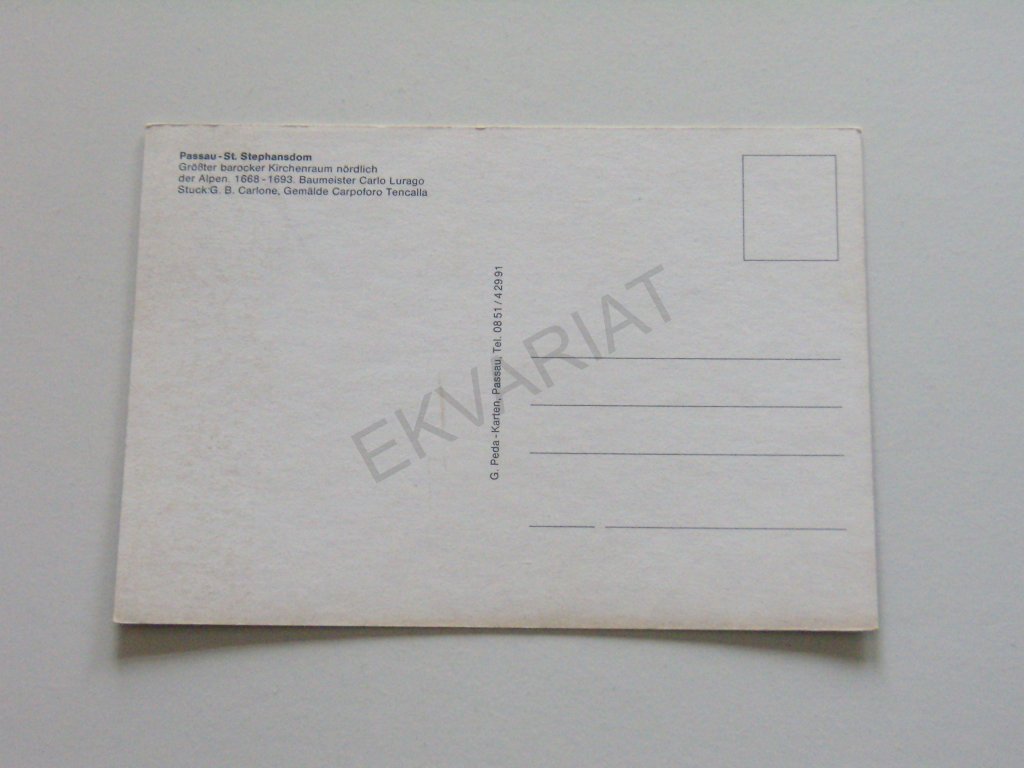 Passau-St. Stephansdom
Größter barocker Kirchenraum nördlich
der Alpen. 1668-1693. Baumeister Carlo Lurago
Stuck G. B. Carlone, Gemälde Carpoforo Tencalla
G. Peda-Karten, Passau, Tel. 0851/42991
EKVARIAT